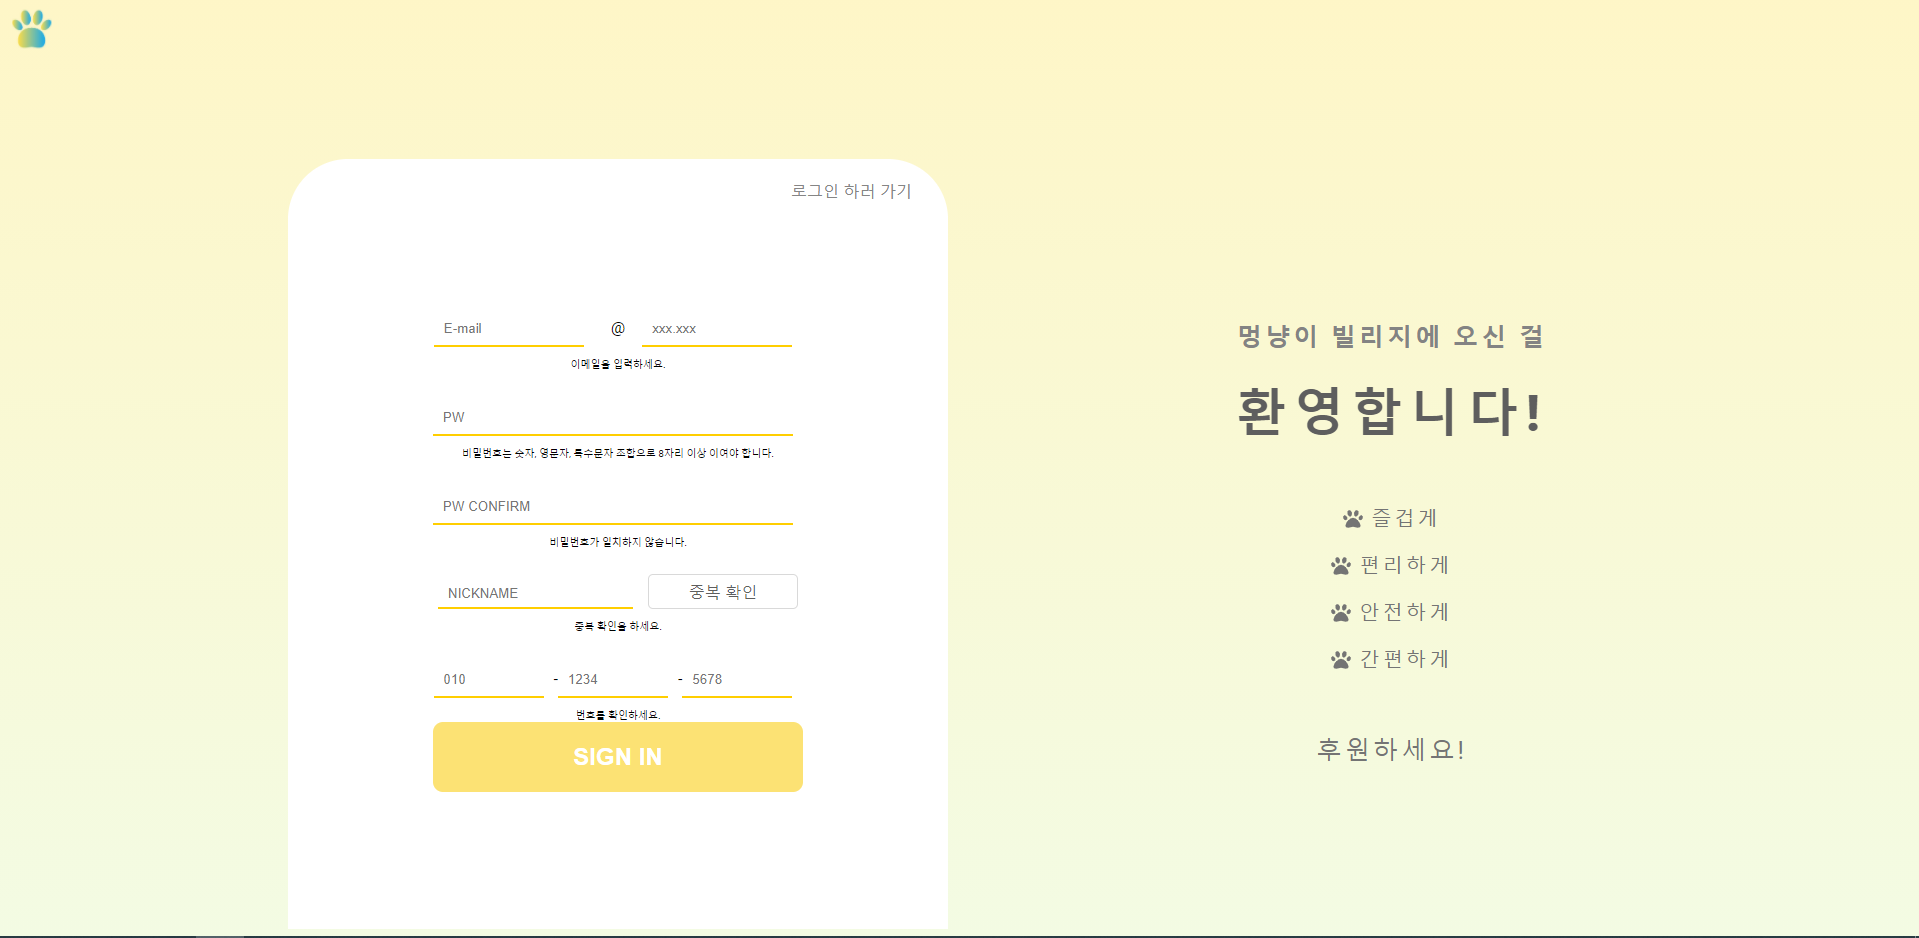 로그인 하러 가기
E-mail @ xxx.xxx
이메일을 입력하세요.
PW
비밀번호는 숫자, 영문자, 특수문자 조합으로 8자리 이상 이여야 합니다.
PW CONFIRM
비밀번호가 일치하지 않습니다.
NICKNAME 중복 확인
중복 확인을 하세요.
010 - 1234 - 5678
번호를 확인하세요.
SIGN IN
멍냥이 빌리지에 오신 걸
환영합니다!
즐겁게
편리하게
안전하게
간편하게
후원하세요!